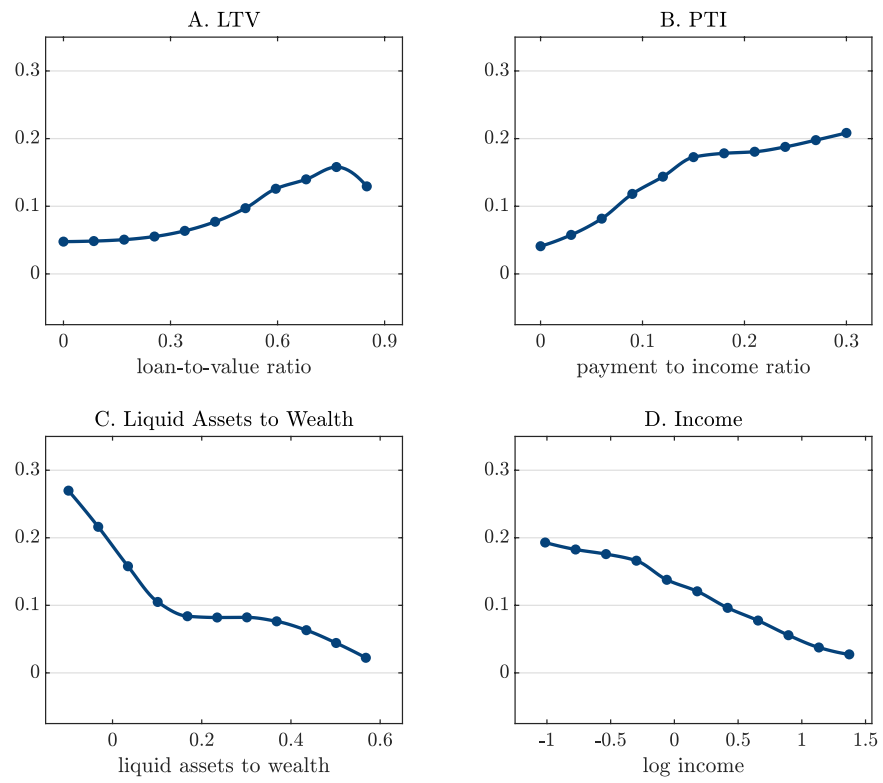 A. LTV
0.3
0.2
0.1
0
0 0.3 0.6 0.9
loan-to-value ratio
B. PTI
0.3
0.2
0.1
0
0 0.1 0.2 0.3
payment to income ratio
C. Liquid Assets to Wealth
0.3
0.2
0.1
0
0 0.2 0.4 0.6
liquid assets to wealth
D. Income
0.3
0.2
0.1
0
-1 -0.5 0 0.5 1 1.5
log income